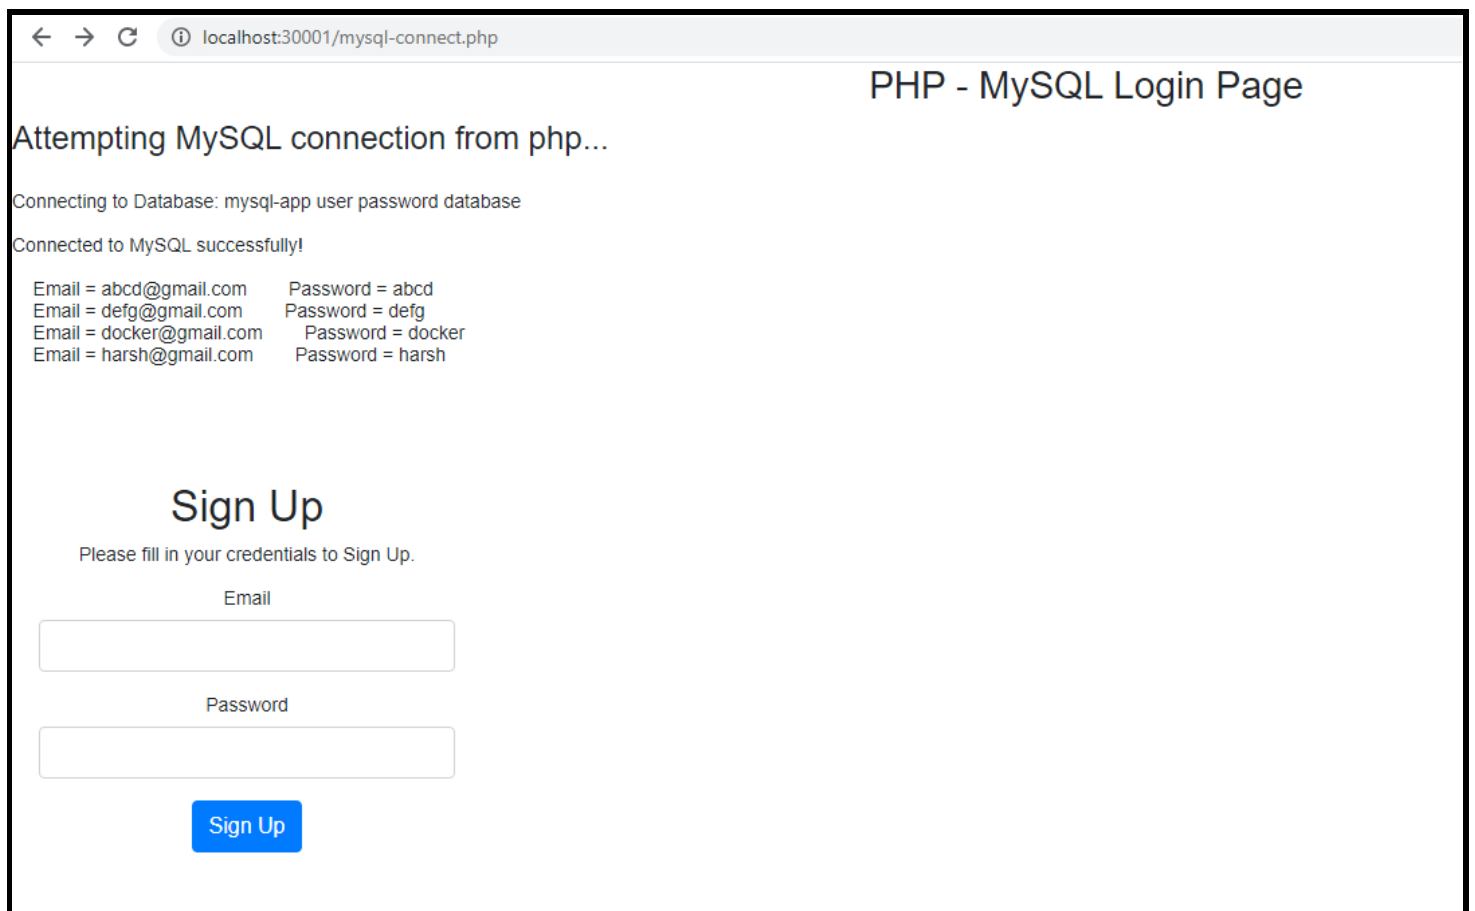 localhost:30001/mysql-connect.php
PHP - MySQL Login Page
Attempting MySQL connection from php...
Connecting to Database: mysql-app user password database
Connected to MySQL successfully!
Email = abcd@gmail.com Password = abcd
Email = defg@gmail.com Password = defg
Email = docker@gmail.com Password = docker
Email = harsh@gmail.com Password = harsh
Sign Up
Please fill in your credentials to Sign Up.
Email
Password
Sign Up